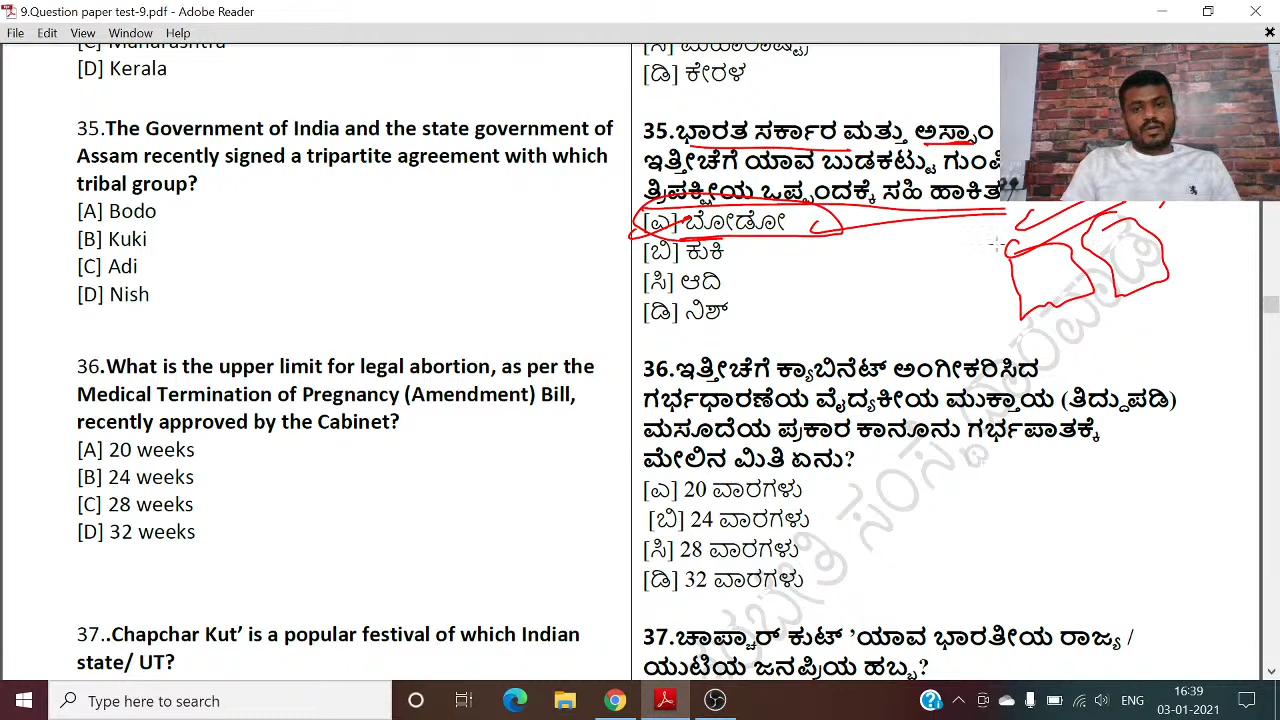 9.Question paper test-9.pdf - Adobe Reader
File Edit View Window Help
[C] Maharashtra
[D] Kerala
35.The Government of India and the state government of
Assam recently signed a tripartite agreement with which
tribal group?
[A] Bodo
[B] Kuki
[C] Adi
[D] Nish
36.What is the upper limit for legal abortion, as per the
Medical Termination of Pregnancy (Amendment) Bill,
recently approved by the Cabinet?
[A] 20 weeks
[B] 24 weeks
[C] 28 weeks
[D] 32 weeks
37..Chapchar Kut’ is a popular festival of which Indian
state/ UT?
[ಸಿ] ಮಹಾರಾಷ್ಟ್ರ
[ಡಿ] ಕೇರಳ
35.ಭಾರತ ಸರ್ಕಾರ ಮತ್ತು ಅಸ್ಸಾಂ
ಇತ್ತೀಚೆಗೆ ಯಾವ ಬುಡಕಟ್ಟು
ತ್ರಿಪಕ್ಷೀಯ ಒಪ್ಪಂದಕ್ಕೆ ಸಹಿ
[ಎ] ಬೋಡೋ
[ಬಿ] ಕುಕಿ
[ಸಿ] ಆದಿ
[ಡಿ] ನಿಶ್
36.ಇತ್ತೀಚೆಗೆ ಕ್ಯಾಬಿನೆಟ್ ಅಂಗೀಕರಿಸಿದ
ಗರ್ಭಧಾರಣೆಯ ವೈದ್ಯಕೀಯ ಮುಕ್ತಾಯ (ತಿದ್ದುಪಡಿ)
ಮಸೂದೆಯ ಪ್ರಕಾರ ಕಾನೂನು ಗರ್ಭಪಾತಕ್ಕೆ
ಮೇಲಿನ ಮಿತಿ ಏನು?
[ಎ] 20 ವಾರಗಳು
[ಬಿ] 24 ವಾರಗಳು
[ಸಿ] 28 ವಾರಗಳು
[ಡಿ] 32 ವಾರಗಳು
37.ಚಾಪ್ಚಾರ್ ಕುಟ್ ’ಯಾವ ಭಾರತೀಯ ರಾಜ್ಯ /
ಯುಟಿಯ ಜನಪ್ರಿಯ ಹಬ್ಬ?
Type here to search
ENG
16:39
03-01-2021